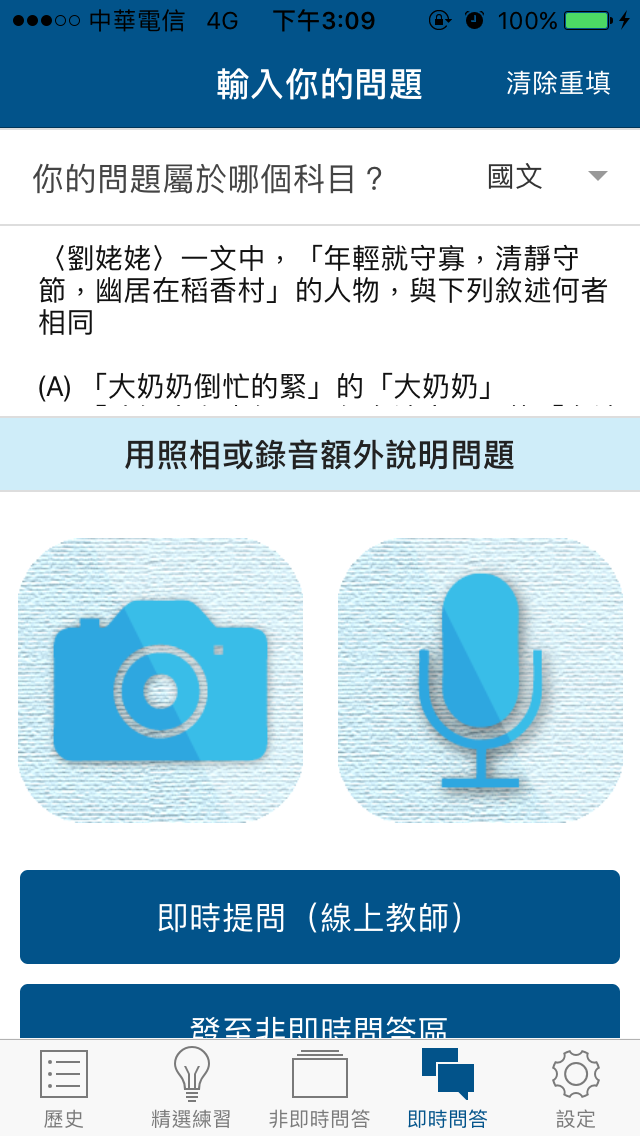 中華電信 4G 下午3:09 100%
輸入你的問題 清除重填
你的問題屬於哪個科目？ 國文
〈劉姥姥〉一文中，「年輕就守寡，清靜守
節，幽居在稻香村」的人物，與下列敘述何者
相同
(A) 「大奶奶倒忙的緊」的「大奶奶」
用照相或錄音額外說明問題
即時提問（線上教師）
發至非即時問答區
歷史 精選練習 非即時問答 即時問答 設定